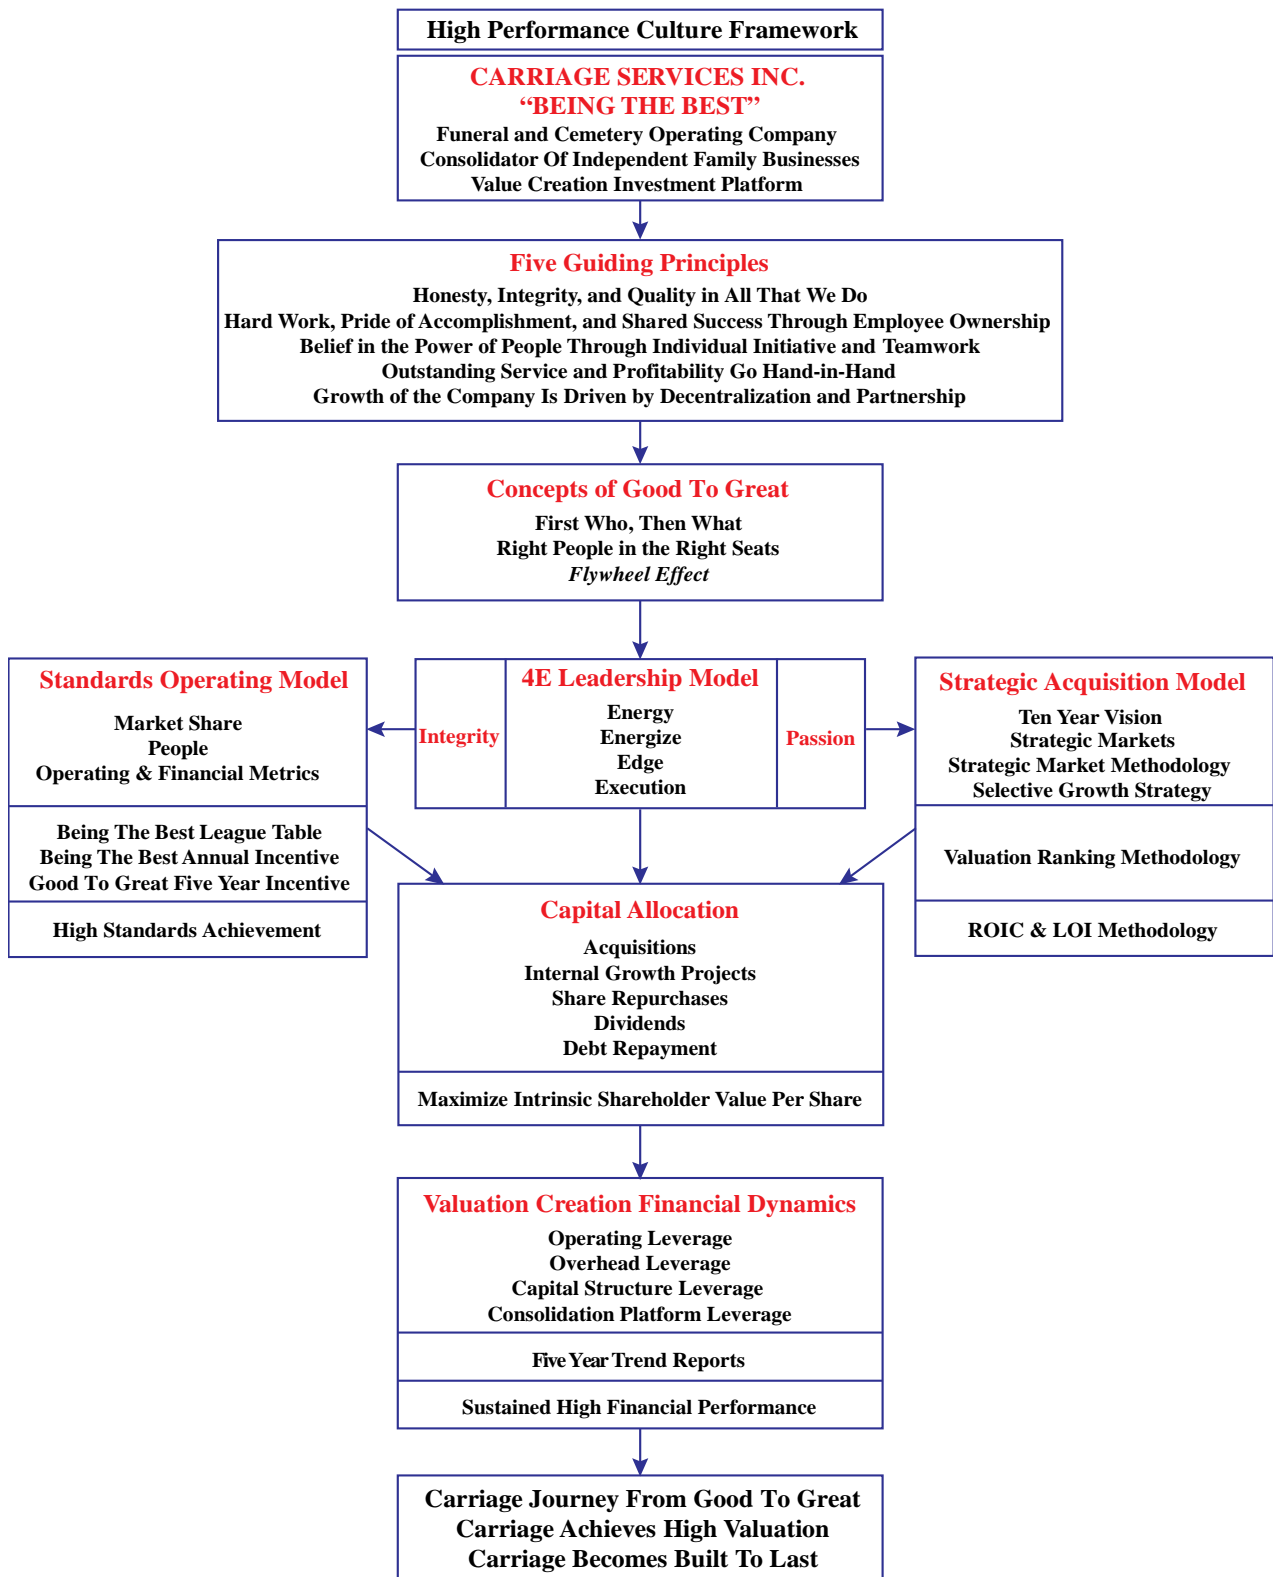 High Performance Culture Framework
CARRIAGE SERVICES INC.
“BEING THE BEST”
Funeral and Cemetery Operating Company
Consolidator Of Independent Family Businesses
Value Creation Investment Platform
Five Guiding Principles
Honesty, Integrity, and Quality in All That We Do
Hard Work, Pride of Accomplishment, and Shared Success Through Employee Ownership
Belief in the Power of People Through Individual Initiative and Teamwork
Outstanding Service and Profitability Go Hand-in-Hand
Growth of the Company Is Driven by Decentralization and Partnership
Concepts of Good To Great
First Who, Then What
Right People in the Right Seats
Flywheel Effect
Standards Operating Model
Market Share
People
Operating & Financial Metrics
Being The Best League Table
Being The Best Annual Incentive
Good To Great Five Year Incentive
High Standards Achievement
Integrity
4E Leadership Model
Energy
Energize
Edge
Execution
Passion
Strategic Acquisition Model
Ten Year Vision
Strategic Markets
Strategic Market Methodology
Selective Growth Strategy
Valuation Ranking Methodology
ROIC & LOI Methodology
Capital Allocation
Acquisitions
Internal Growth Projects
Share Repurchases
Dividends
Debt Repayment
Maximize Intrinsic Shareholder Value Per Share
Valuation Creation Financial Dynamics
Operating Leverage
Overhead Leverage
Capital Structure Leverage
Consolidation Platform Leverage
Five Year Trend Reports
Sustained High Financial Performance
Carriage Journey From Good To Great
Carriage Achieves High Valuation
Carriage Becomes Built To Last